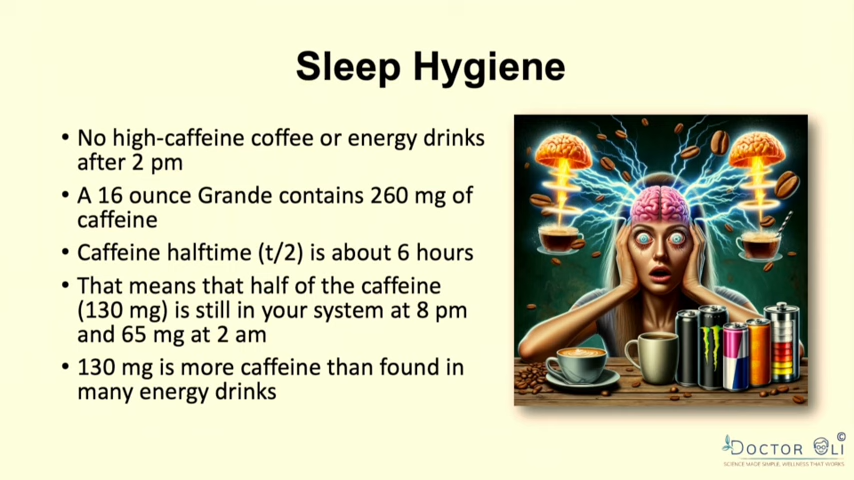 Sleep Hygiene
• No high-caffeine coffee or energy drinks
after 2 pm
• A 16 ounce Grande contains 260 mg of
caffeine
• Caffeine halftime (t/2) is about 6 hours
• That means that half of the caffeine
(130 mg) is still in your system at 8 pm
and 65 mg at 2 am
• 130 mg is more caffeine than found in
many energy drinks
DOCTOR OLI ©
SCIENCE MADE SIMPLE, WELLNESS THAT WORKS